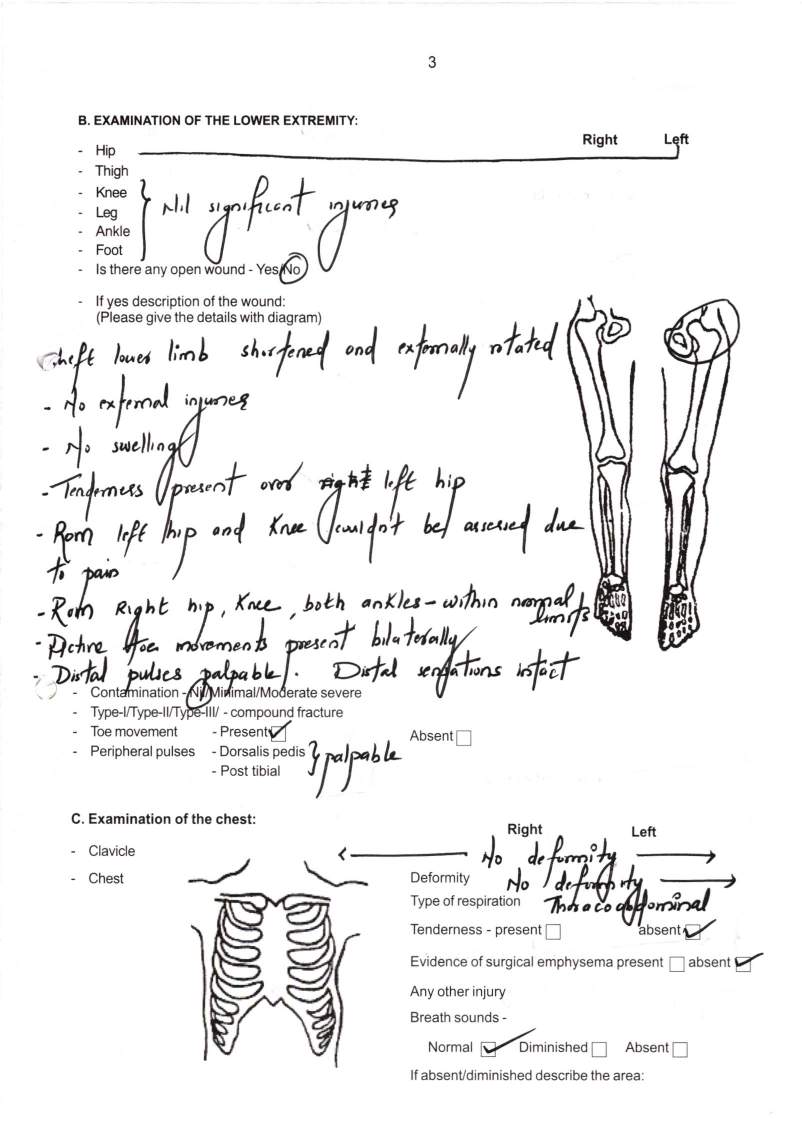 3
B. EXAMINATION OF THE LOWER EXTREMITY:
Right Left
- Hip
- Thigh
- Knee
- Leg
- Ankle
- Foot
Nil significant injuries
- Is there any open wound - Yes/No
- If yes description of the wound:
(Please give the details with diagram)
Left lower limb shortened and externally rotated
- No external injuries
- No swelling
- Tenderness present over right left hip
- Rom left hip and Knee couldn't be assessed due
to pain
- Rom Right hip, Knee, both ankles - within normal
limits
- Active toe movements present bilaterally
- Distal pulses palpable. Distal sensations intact
- Contamination - Nil/Minimal/Moderate severe
- Type-I/Type-II/Type-III/ - compound fracture
- Toe movement - Present Absent
- Peripheral pulses - Dorsalis pedis
- Post tibial
palpable
C. Examination of the chest:
Right Left
- Clavicle No deformity
- Chest Deformity No deformity
Type of respiration Thoraco abdominal
Tenderness - present absent
Evidence of surgical emphysema present absent
Any other injury
Breath sounds -
Normal Diminished Absent
If absent/diminished describe the area: